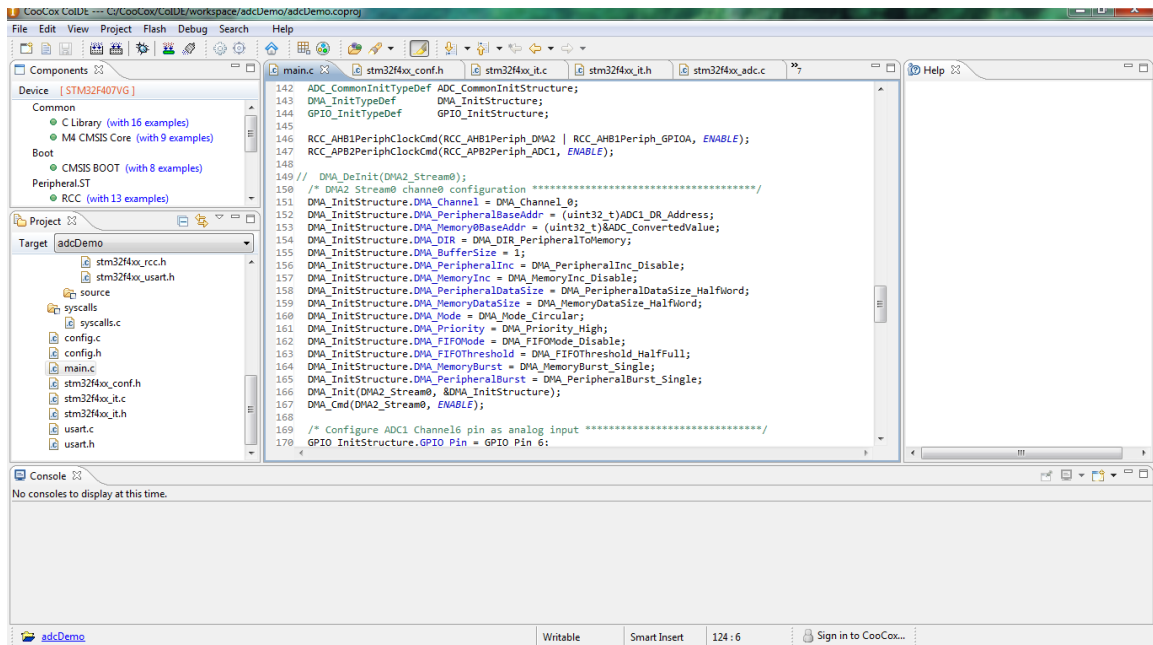 CooCox CoIDE --- C:/CooCox/CoIDE/workspace/adcDemo/adcDemo.coproj
File Edit View Project Flash Debug Search Help
Components
Device [ STM32F407VG ]
Common
C Library (with 16 examples)
M4 CMSIS Core (with 9 examples)
Boot
CMSIS BOOT (with 8 examples)
Peripheral.ST
RCC (with 13 examples)
Project
Target adcDemo
stm32f4xx_rcc.h
stm32f4xx_usart.h
source
syscalls
syscalls.c
config.c
config.h
main.c
stm32f4xx_conf.h
stm32f4xx_it.c
stm32f4xx_it.h
usart.c
usart.h
main.c stm32f4xx_conf.h stm32f4xx_it.c stm32f4xx_it.h stm32f4xx_adc.c »7
142 ADC_CommonInitTypeDef ADC_CommonInitStructure;
143 DMA_InitTypeDef DMA_InitStructure;
144 GPIO_InitTypeDef GPIO_InitStructure;
145
146 RCC_AHB1PeriphClockCmd(RCC_AHB1Periph_DMA2 | RCC_AHB1Periph_GPIOA, ENABLE);
147 RCC_APB2PeriphClockCmd(RCC_APB2Periph_ADC1, ENABLE);
148
149 // DMA_DeInit(DMA2_Stream0);
150 /* DMA2 Stream0 channe0 configuration **************************************/
151 DMA_InitStructure.DMA_Channel = DMA_Channel_0;
152 DMA_InitStructure.DMA_PeripheralBaseAddr = (uint32_t)ADC1_DR_Address;
153 DMA_InitStructure.DMA_Memory0BaseAddr = (uint32_t)&ADC_ConvertedValue;
154 DMA_InitStructure.DMA_DIR = DMA_DIR_PeripheralToMemory;
155 DMA_InitStructure.DMA_BufferSize = 1;
156 DMA_InitStructure.DMA_PeripheralInc = DMA_PeripheralInc_Disable;
157 DMA_InitStructure.DMA_MemoryInc = DMA_MemoryInc_Disable;
158 DMA_InitStructure.DMA_PeripheralDataSize = DMA_PeripheralDataSize_HalfWord;
159 DMA_InitStructure.DMA_MemoryDataSize = DMA_MemoryDataSize_HalfWord;
160 DMA_InitStructure.DMA_Mode = DMA_Mode_Circular;
161 DMA_InitStructure.DMA_Priority = DMA_Priority_High;
162 DMA_InitStructure.DMA_FIFOMode = DMA_FIFOMode_Disable;
163 DMA_InitStructure.DMA_FIFOThreshold = DMA_FIFOThreshold_HalfFull;
164 DMA_InitStructure.DMA_MemoryBurst = DMA_MemoryBurst_Single;
165 DMA_InitStructure.DMA_PeripheralBurst = DMA_PeripheralBurst_Single;
166 DMA_Init(DMA2_Stream0, &DMA_InitStructure);
167 DMA_Cmd(DMA2_Stream0, ENABLE);
168
169 /* Configure ADC1 Channel6 pin as analog input ******************************/
170 GPIO_InitStructure.GPIO_Pin = GPIO_Pin_6;
Help
Console
No consoles to display at this time.
adcDemo
Writable Smart Insert 124 : 6 Sign in to CooCox...